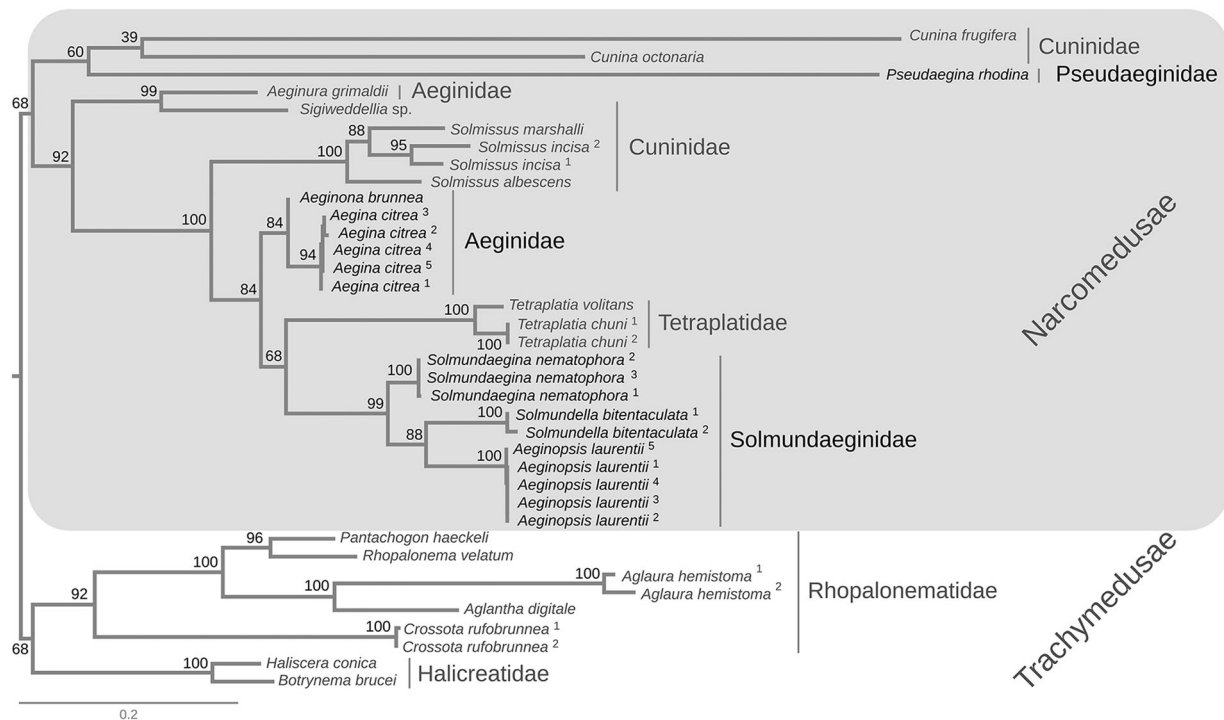 39
Cunina frugifera
60
Cuninidae
Cunina octonaria
Pseudaegina rhodina
Pseudaeginidae
68
99
Aeginura grimaldii
Aeginidae
Sigiweddellia sp.
92
88
Solmissus marshalli
95
Solmissus incisa 2
100
Cuninidae
Solmissus incisa 1
Solmissus albescens
Aeginona brunnea
100
84
Aegina citrea 3
Aegina citrea 2
Aeginidae
94
Aegina citrea 4
Aegina citrea 5
Aegina citrea 1
84
Narcomedusae
100
Tetraplatia volitans
Tetraplatia chuni 1
Tetraplatidae
100
Tetraplatia chuni 2
68
Solmundaegina nematophora 2
100
Solmundaegina nematophora 3
Solmundaegina nematophora 1
99
100
Solmundella bitentaculata 1
88
Solmundella bitentaculata 2
Solmundaeginidae
Aeginopsis laurentii 5
100
Aeginopsis laurentii 1
Aeginopsis laurentii 4
Aeginopsis laurentii 3
Aeginopsis laurentii 2
96
Pantachogon haeckeli
Rhopalonema velatum
100
100
Aglaura hemistoma 1
100
Aglaura hemistoma 2
Rhopalonematidae
92
Aglantha digitale
100
Crossota rufobrunnea 1
Crossota rufobrunnea 2
68
Trachymedusae
100
Haliscera conica
Halicreatidae
Botrynema brucei
0.2